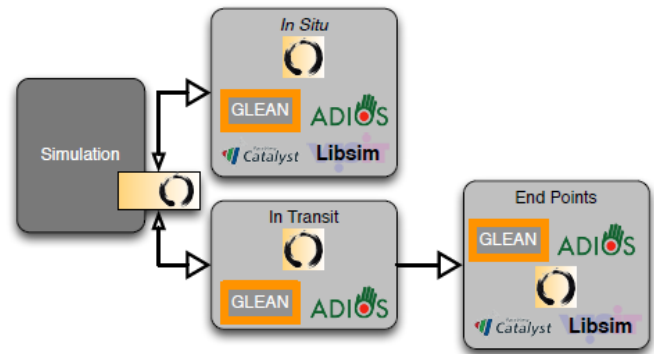 In Situ
GLEAN ADIOS
Catalyst Libsim
Simulation
In Transit
GLEAN ADIOS
End Points
GLEAN ADIOS
Catalyst Libsim